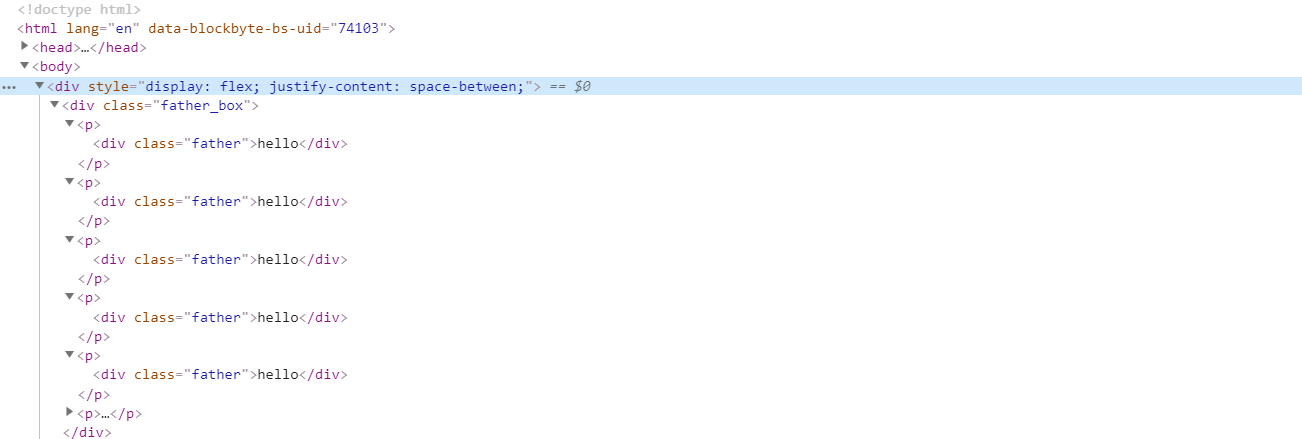 <!doctype html>
<html lang="en" data-blockbyte-bs-uid="74103">
<head>…</head>
<body>
<div style="display: flex; justify-content: space-between;"> == $0
<div class="father_box">
<p>
<div class="father">hello</div>
</p>
<p>
<div class="father">hello</div>
</p>
<p>
<div class="father">hello</div>
</p>
<p>
<div class="father">hello</div>
</p>
<p>
<div class="father">hello</div>
</p>
<p>…</p>
</div>